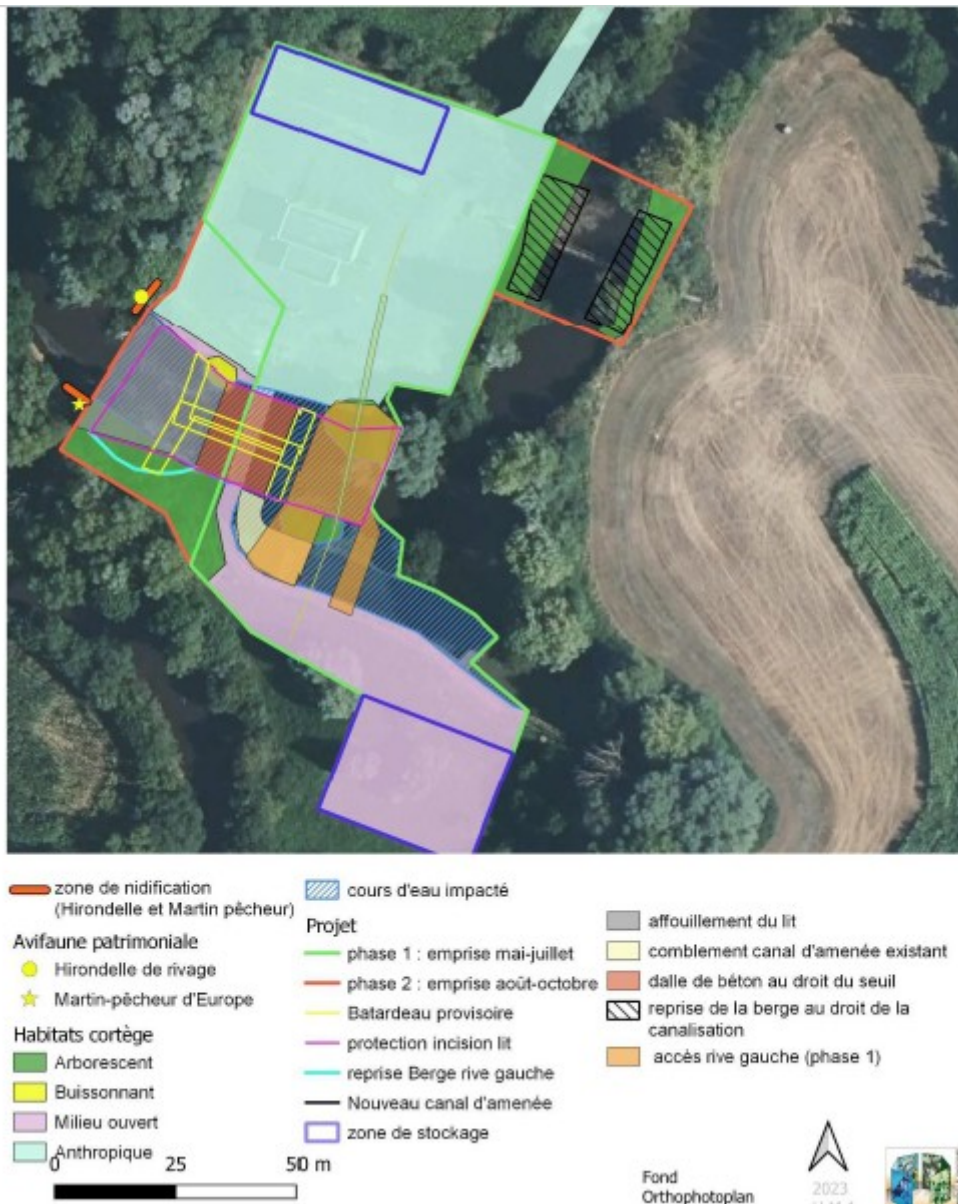 zone de nidification
(Hirondelle et Martin pêcheur)
Avifaune patrimoniale
Hirondelle de rivage
Martin-pêcheur d'Europe
Habitats cortège
Arborescent
Buissonnant
Milieu ouvert
Anthropique
0 25 50 m
cours d'eau impacté
Projet
phase 1 : emprise mai-juillet
phase 2 : emprise août-octobre
Batardeau provisoire
protection incision lit
reprise Berge rive gauche
Nouveau canal d'amenée
zone de stockage
affouillement du lit
comblement canal d'amenée existant
dalle de béton au droit du seuil
reprise de la berge au droit de la
canalisation
accès rive gauche (phase 1)
Fond
Orthophotoplan
2023